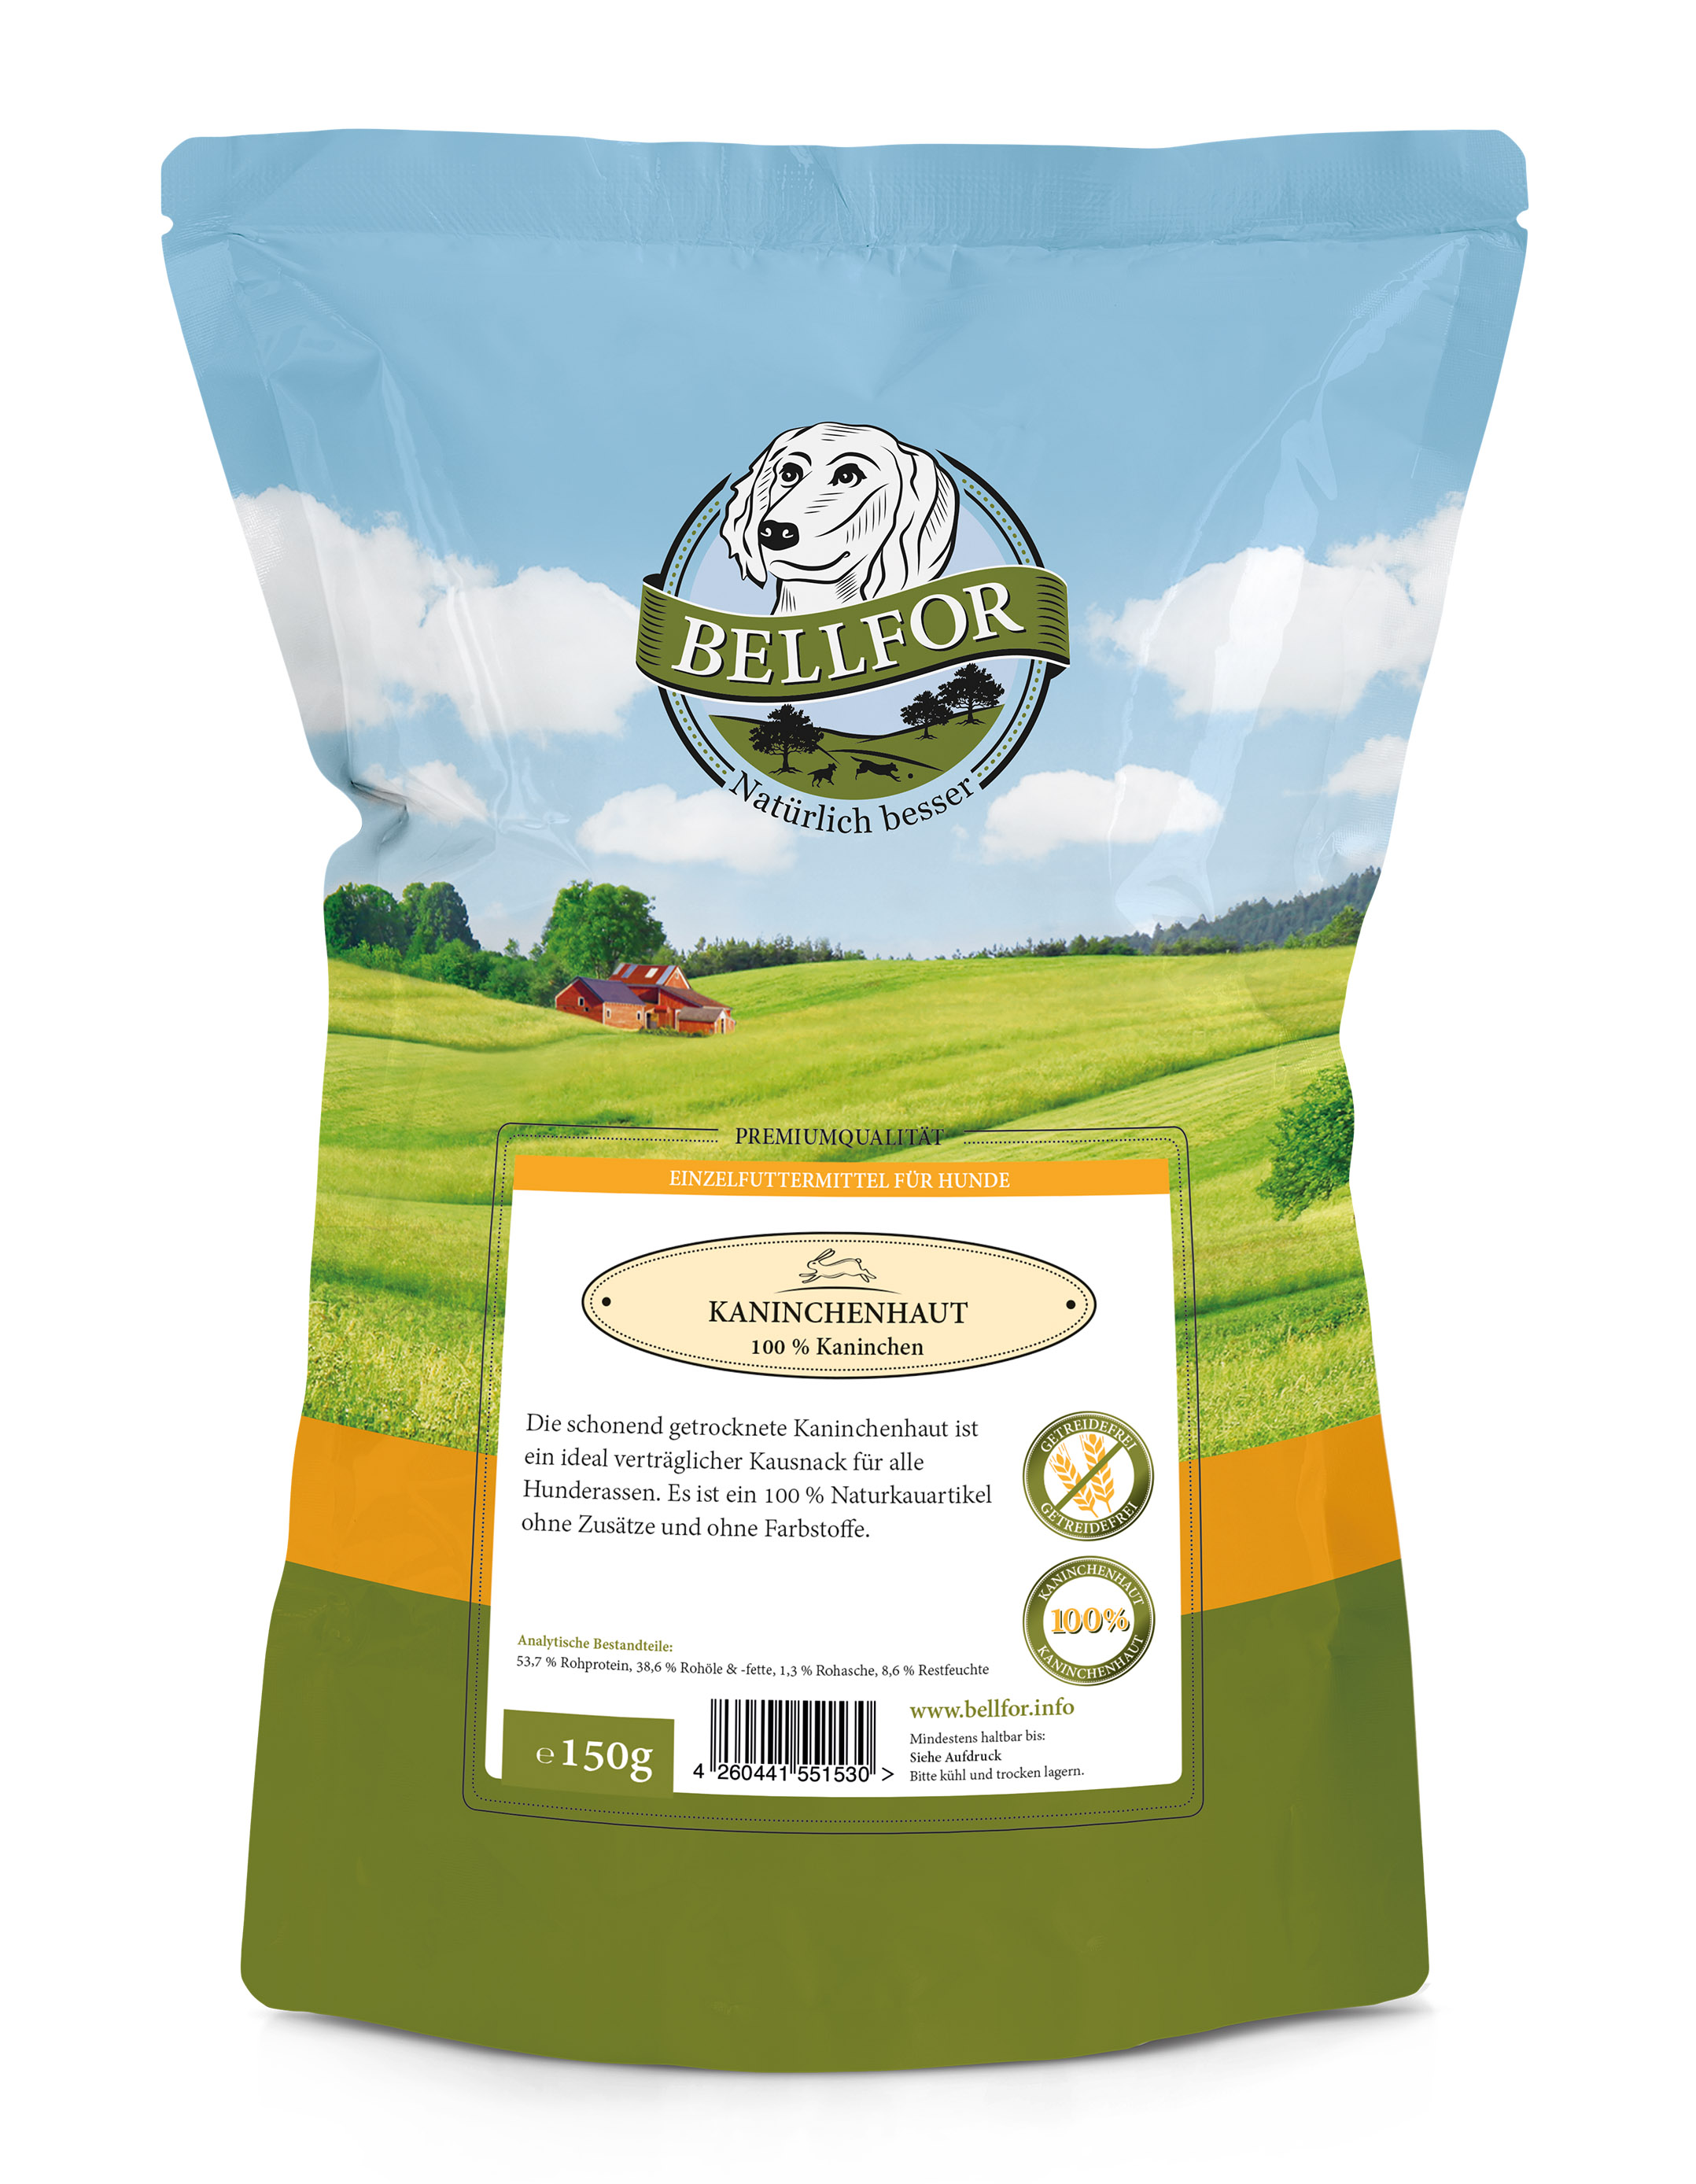 BELLFOR
Natürlich besser
PREMIUMQUALITÄT
EINZELFUTTERMITTEL FÜR HUNDE
KANINCHENHAUT
100 % Kaninchen
Die schonend getrocknete Kaninchenhaut ist
ein ideal verträglicher Kausnack für alle
Hunderassen. Es ist ein 100 % Naturkauartikel
ohne Zusätze und ohne Farbstoffe.
GETREIDEFREI
GETREIDEFREI
KANINCHENHAUT
100%
KANINCHENHAUT
Analytische Bestandteile:
53,7 % Rohprotein, 38,6 % Rohöle & -fette, 1,3 % Rohasche, 8,6 % Restfeuchte
℮ 150g
4 260441 551530 >
www.bellfor.info
Mindestens haltbar bis:
Siehe Aufdruck
Bitte kühl und trocken lagern.